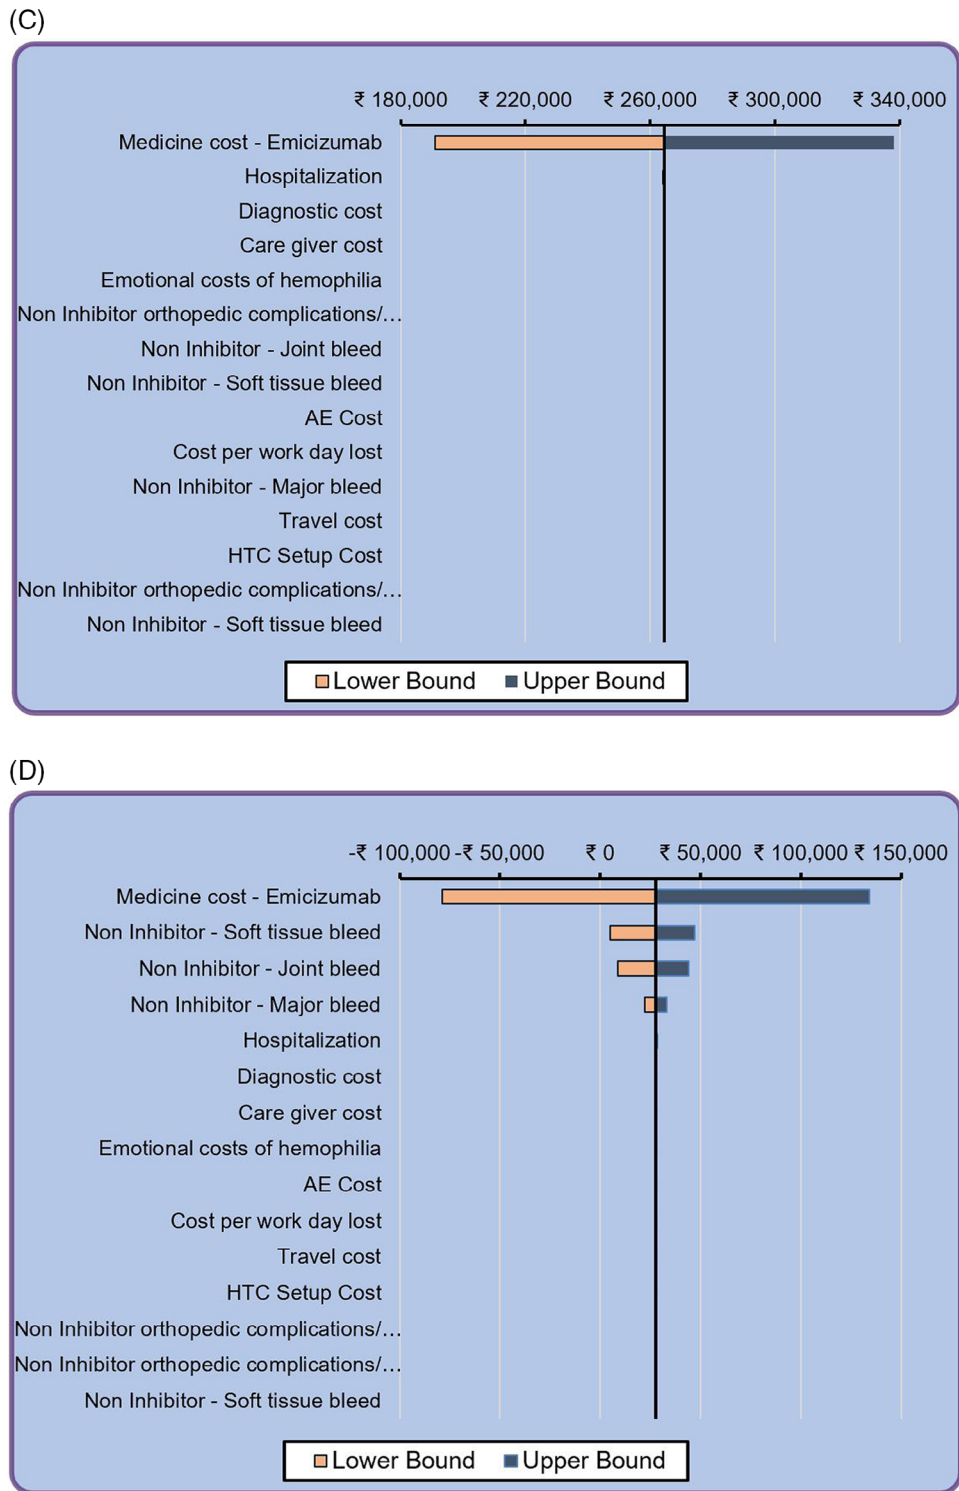 (C)
₹ 180,000 ₹ 220,000 ₹ 260,000 ₹ 300,000 ₹ 340,000
Medicine cost - Emicizumab
Hospitalization
Diagnostic cost
Care giver cost
Emotional costs of hemophilia
Non Inhibitor orthopedic complications/...
Non Inhibitor - Joint bleed
Non Inhibitor - Soft tissue bleed
AE Cost
Cost per work day lost
Non Inhibitor - Major bleed
Travel cost
HTC Setup Cost
Non Inhibitor orthopedic complications/...
Non Inhibitor - Soft tissue bleed
Lower Bound Upper Bound
(D)
-₹ 100,000 -₹ 50,000 ₹ 0 ₹ 50,000 ₹ 100,000 ₹ 150,000
Medicine cost - Emicizumab
Non Inhibitor - Soft tissue bleed
Non Inhibitor - Joint bleed
Non Inhibitor - Major bleed
Hospitalization
Diagnostic cost
Care giver cost
Emotional costs of hemophilia
AE Cost
Cost per work day lost
Travel cost
HTC Setup Cost
Non Inhibitor orthopedic complications/...
Non Inhibitor orthopedic complications/...
Non Inhibitor - Soft tissue bleed
Lower Bound Upper Bound